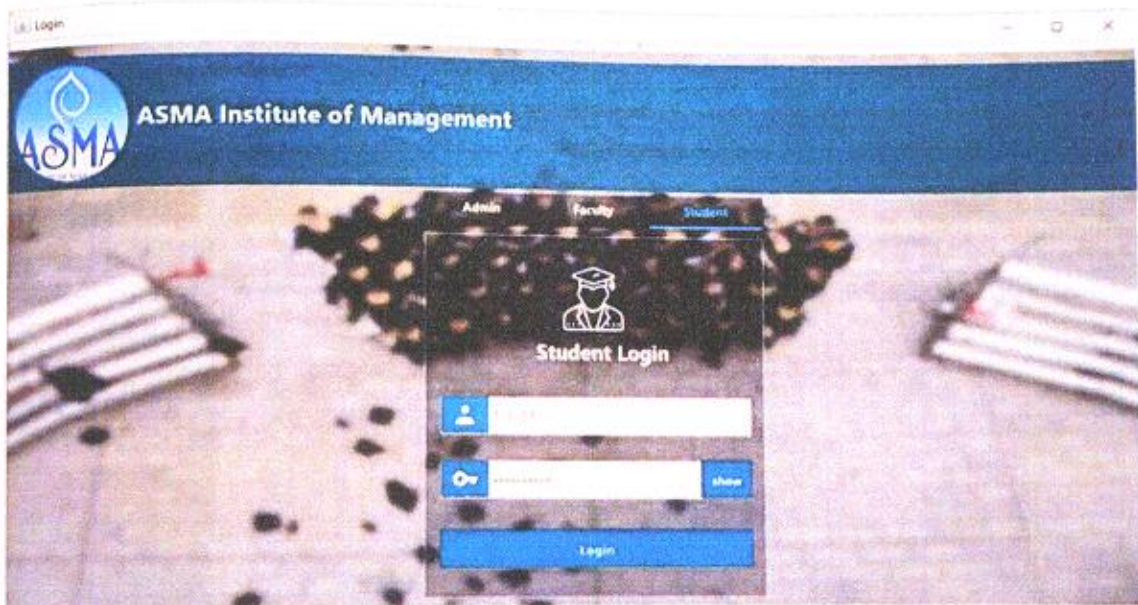 Login
ASMA Institute of Management
ASMA
Admin Faculty Student
Student Login
show
Login